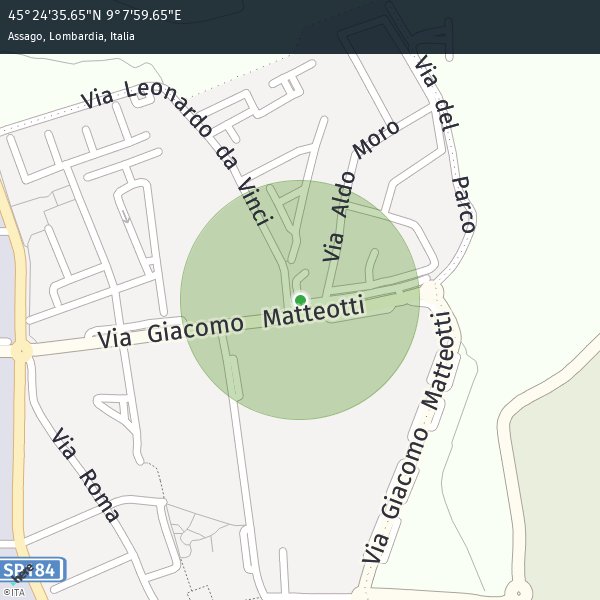 45°24'35.65"N 9°7'59.65"E
Assago, Lombardia, Italia
Via Leonardo da Vinci
Via del Parco
Via Aldo Moro
Via Giacomo Matteotti
Via Giacomo Matteotti
Via Roma
©ITA